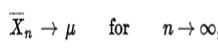 X̅ₙ → μ for n → ∞